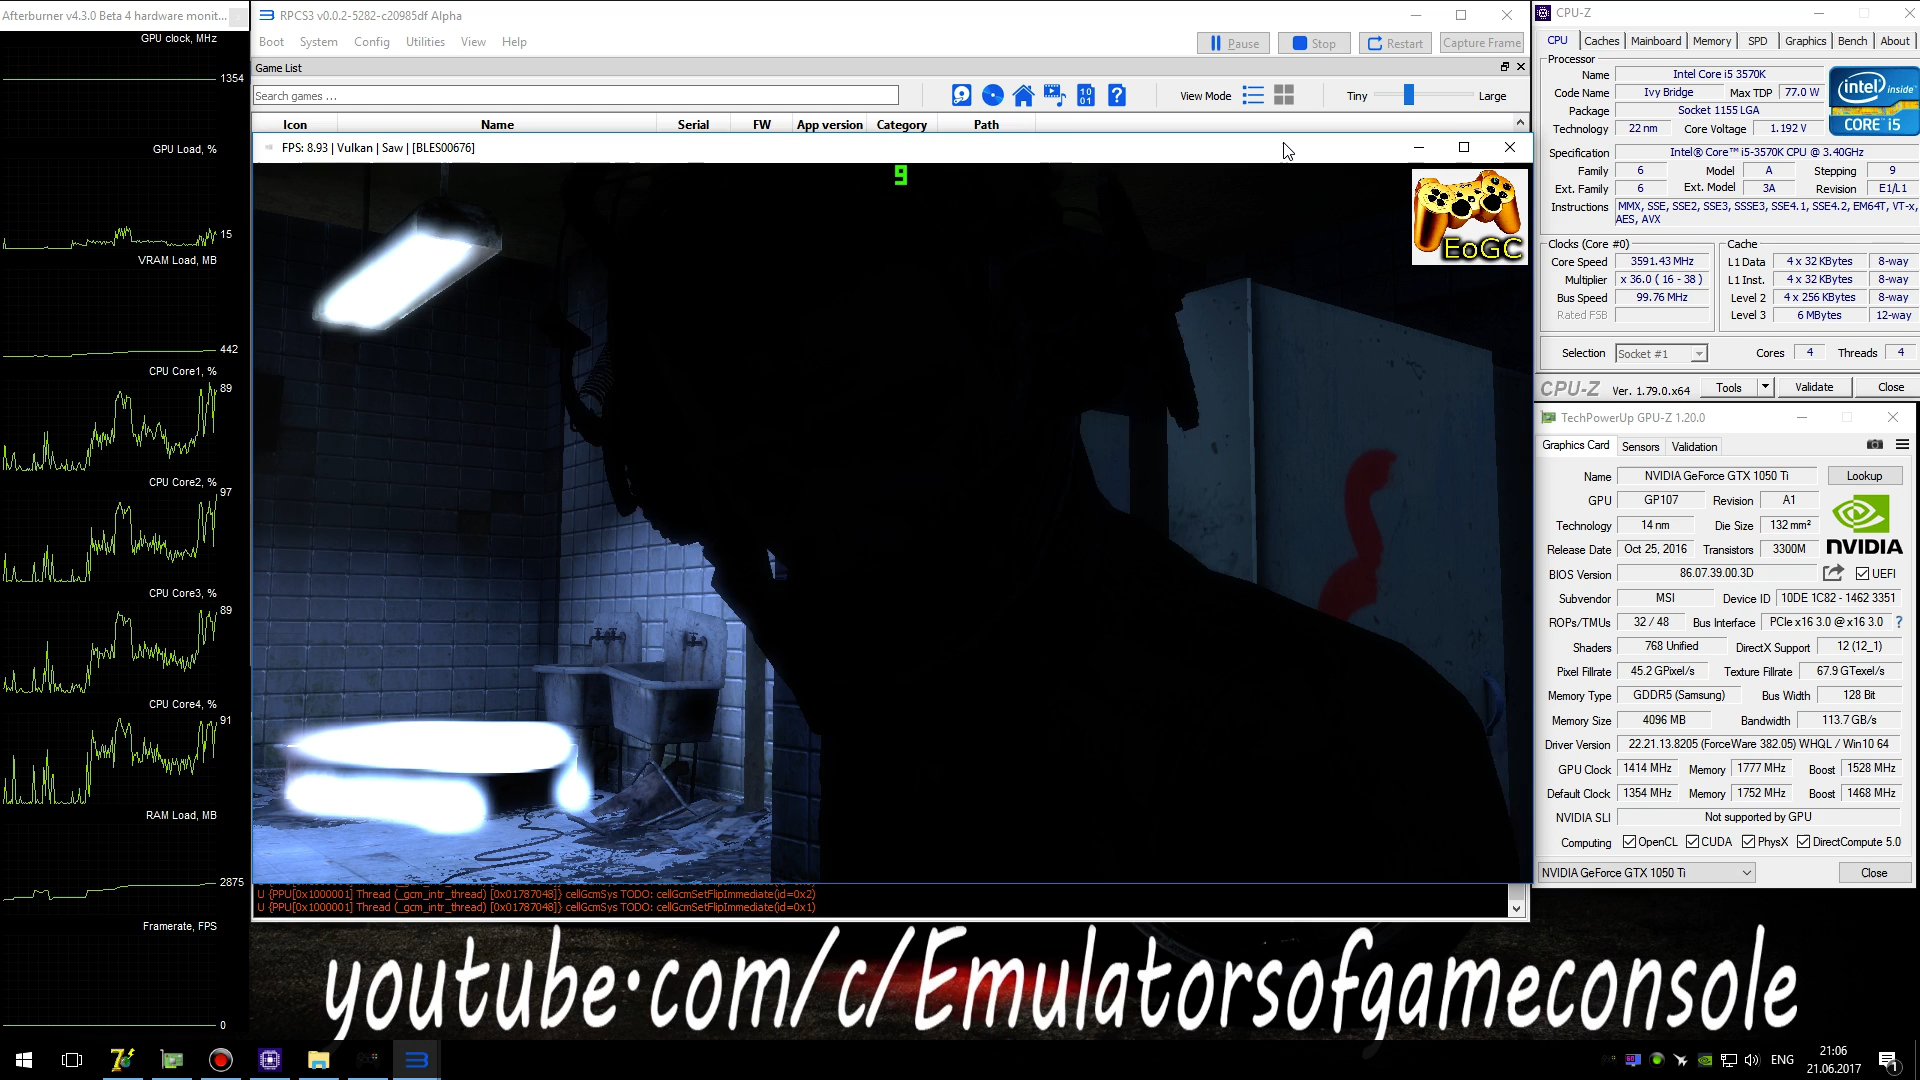 Afterburner v4.3.0 Beta 4 hardware monit...
GPU clock, MHz
1354
GPU Load, %
15
VRAM Load, MB
442
CPU Core1, %
89
CPU Core2, %
97
CPU Core3, %
89
CPU Core4, %
91
RAM Load, MB
2875
Framerate, FPS
0
RPCS3 v0.0.2-5282-c20985df Alpha
Boot System Config Utilities View Help
Pause Stop Restart Capture Frame
Game List
Search games ...
View Mode Tiny Large
Icon Name Serial FW App version Category Path
FPS: 8.93 | Vulkan | Saw | [BLES00676]
9
EoGC
U {PPU[0x1000001] Thread (_gcm_intr_thread) [0x01787048]} cellGcmSys TODO: cellGcmSetFlipImmediate(id=0x2)
U {PPU[0x1000001] Thread (_gcm_intr_thread) [0x01787048]} cellGcmSys TODO: cellGcmSetFlipImmediate(id=0x1)
CPU-Z
CPU Caches Mainboard Memory SPD Graphics Bench About
Processor
Name Intel Core i5 3570K
Code Name Ivy Bridge Max TDP 77.0 W
Package Socket 1155 LGA
Technology 22 nm Core Voltage 1.192 V
intel inside™
CORE i5
Specification Intel® Core™ i5-3570K CPU @ 3.40GHz
Family 6 Model A Stepping 9
Ext. Family 6 Ext. Model 3A Revision E1/L1
Instructions MMX, SSE, SSE2, SSE3, SSSE3, SSE4.1, SSE4.2, EM64T, VT-x,
AES, AVX
Clocks (Core #0)
Core Speed 3591.43 MHz
Multiplier x 36.0 ( 16 - 38 )
Bus Speed 99.76 MHz
Rated FSB
Cache
L1 Data 4 x 32 KBytes 8-way
L1 Inst. 4 x 32 KBytes 8-way
Level 2 4 x 256 KBytes 8-way
Level 3 6 MBytes 12-way
Selection Socket #1 Cores 4 Threads 4
CPU-Z Ver. 1.79.0.x64 Tools Validate Close
TechPowerUp GPU-Z 1.20.0
Graphics Card Sensors Validation
Name NVIDIA GeForce GTX 1050 Ti Lookup
GPU GP107 Revision A1
Technology 14 nm Die Size 132 mm²
Release Date Oct 25, 2016 Transistors 3300M
NVIDIA
BIOS Version 86.07.39.00.3D UEFI
Subvendor MSI Device ID 10DE 1C82 - 1462 3351
ROPs/TMUs 32 / 48 Bus Interface PCIe x16 3.0 @ x16 3.0 ?
Shaders 768 Unified DirectX Support 12 (12_1)
Pixel Fillrate 45.2 GPixel/s Texture Fillrate 67.9 GTexel/s
Memory Type GDDR5 (Samsung) Bus Width 128 Bit
Memory Size 4096 MB Bandwidth 113.7 GB/s
Driver Version 22.21.13.8205 (ForceWare 382.05) WHQL / Win10 64
GPU Clock 1414 MHz Memory 1777 MHz Boost 1528 MHz
Default Clock 1354 MHz Memory 1752 MHz Boost 1468 MHz
NVIDIA SLI Not supported by GPU
Computing OpenCL CUDA PhysX DirectCompute 5.0
NVIDIA GeForce GTX 1050 Ti Close
youtube.com/c/Emulatorsofgameconsole
ENG
21:06
21.06.2017
1